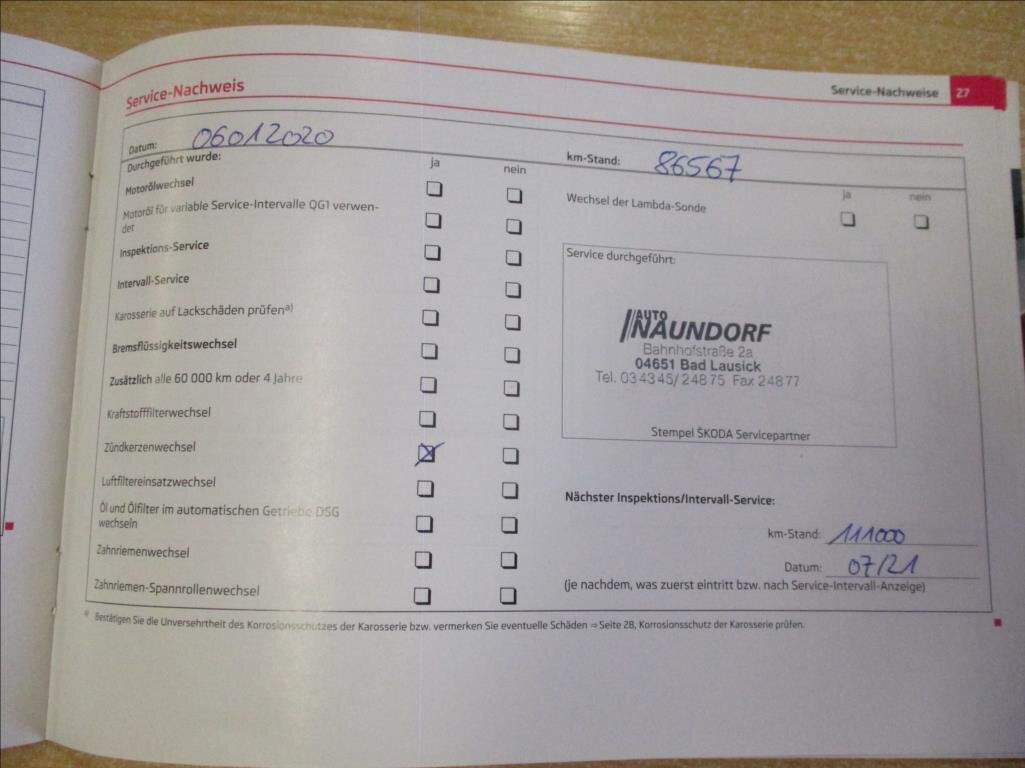 Service-Nachweise 27
Service-Nachweis
Datum: 06012020
km-Stand: 86567
Durchgeführt wurde: ja nein
Motorölwechsel
Motoröl für variable Service-Intervalle QG1 verwen-
det
Inspektions-Service
Intervall-Service
Karosserie auf Lackschäden prüfen a)
Bremsflüssigkeitswechsel
Zusätzlich alle 60 000 km oder 4 Jahre
Kraftstofffilterwechsel
Zündkerzenwechsel
Luftfiltereinsatzwechsel
Öl und Ölfilter im automatischen Getriebe DSG
wechseln
Zahnriemenwechsel
Zahnriemen-Spannrollenwechsel
ja nein
Wechsel der Lambda-Sonde
Service durchgeführt:
AUTO
NAUNDORF
Bahnhofstraße 2a
04651 Bad Lausick
Tel. 034345/24875 Fax 24877
Stempel ŠKODA Servicepartner
Nächster Inspektions/Intervall-Service:
km-Stand: 111000
Datum: 07/21
(je nachdem, was zuerst eintritt bzw. nach Service-Intervall-Anzeige)
a) Bestätigen Sie die Unversehrtheit des Korrosionsschutzes der Karosserie bzw. vermerken Sie eventuelle Schäden ⇒ Seite 28, Korrosionsschutz der Karosserie prüfen.